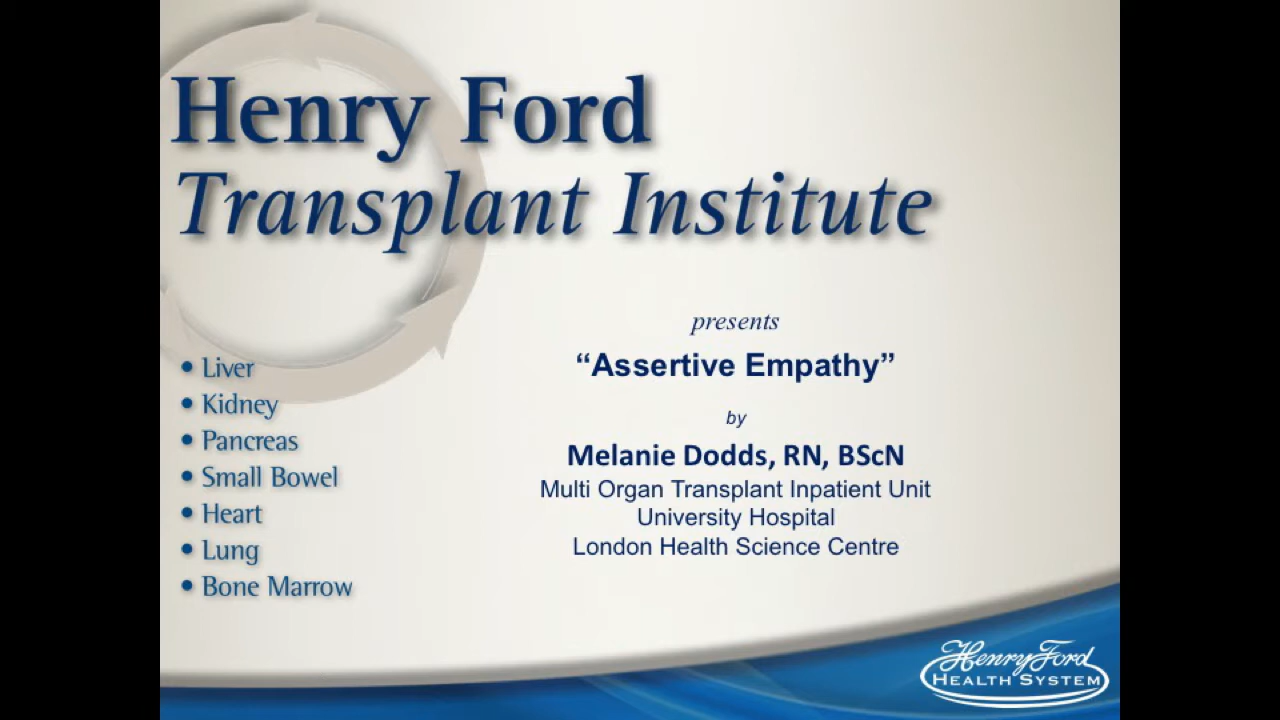 Henry Ford
Transplant Institute
presents
“Assertive Empathy”
by
Melanie Dodds, RN, BScN
Multi Organ Transplant Inpatient Unit
University Hospital
London Health Science Centre
• Liver
• Kidney
• Pancreas
• Small Bowel
• Heart
• Lung
• Bone Marrow
Henry Ford
HEALTH SYSTEM